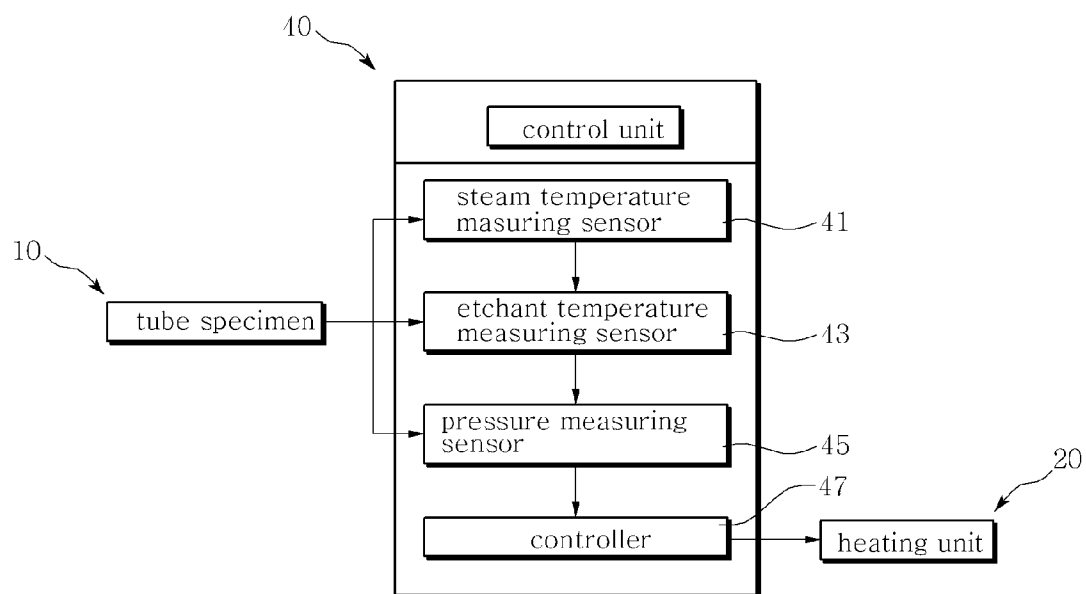 40
control unit
steam temperature
masuring sensor
41
10
tube specimen
etchant temperature
measuring sensor
43
pressure measuring
sensor
45
20
47
controller
heating unit